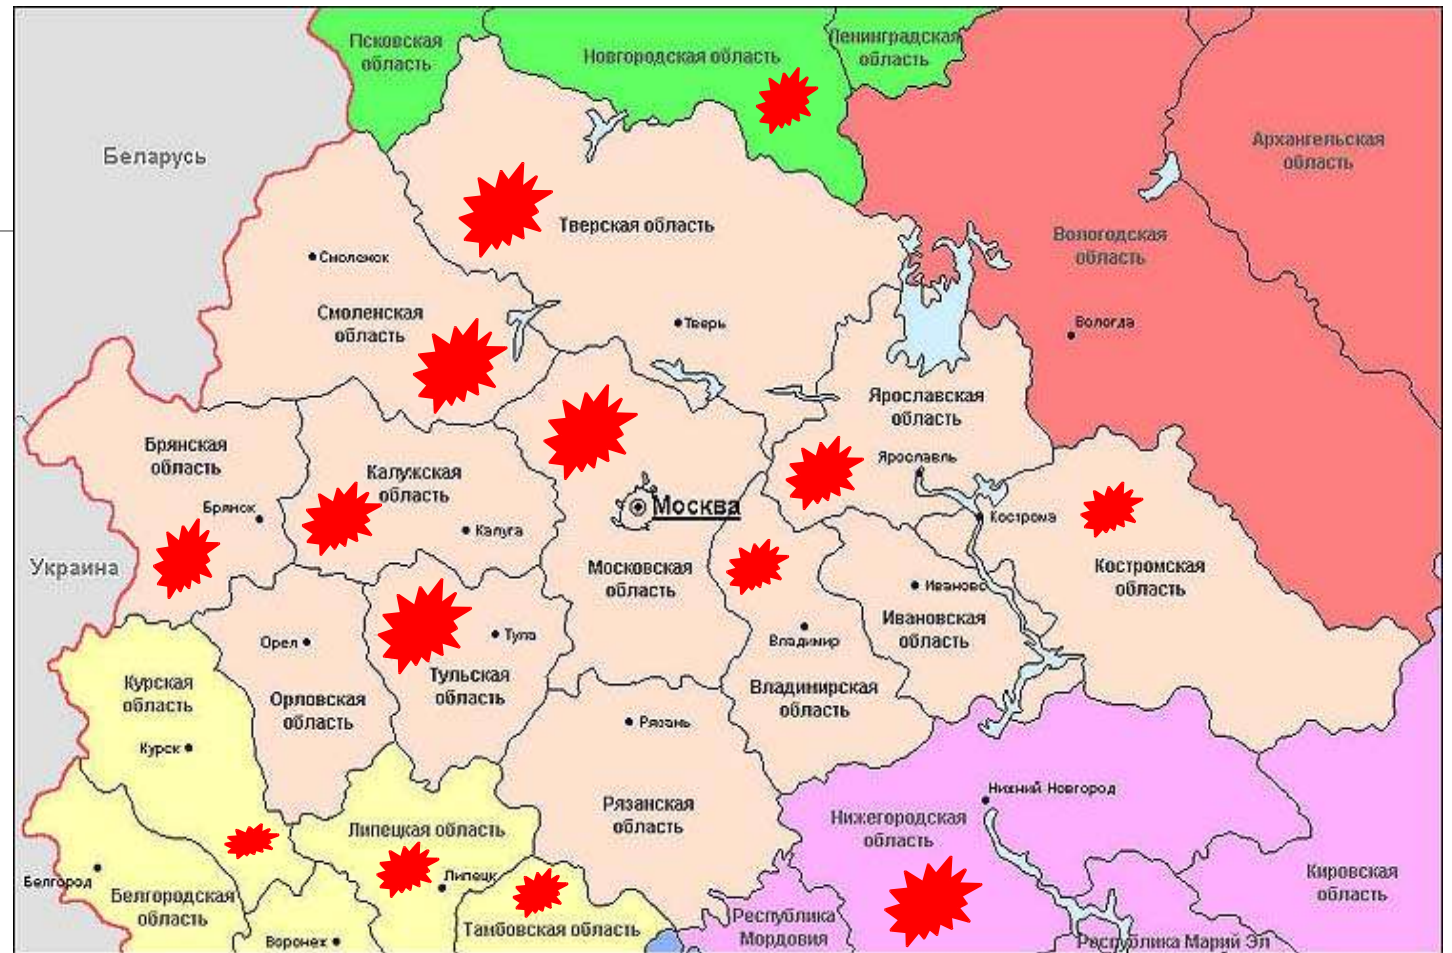 Псковская
область
Новгородская область
Ленинградская
область
Архангельская
область
Беларусь
Тверская область
Вологодская
область
Смоленск
Смоленская
область
Тверь
Вологда
Ярославская
область
Брянская
область
Калужская
область
Ярославль
Брянск
Москва
Кострома
Калуга
Украина
Московская
область
Костромская
область
Иваново
Ивановская
область
Орел
Тула
Владимир
Тульская
область
Курская
область
Орловская
область
Владинирская
область
Рязань
Курск
Нижний Новгород
Рязанская
область
Нижегородская
область
Липецкая область
Кировская
область
Белгород
Липецк
Белгородская
область
Тамбовская область
Республика
Мордовия
Воронеж
Республика Марий Эл